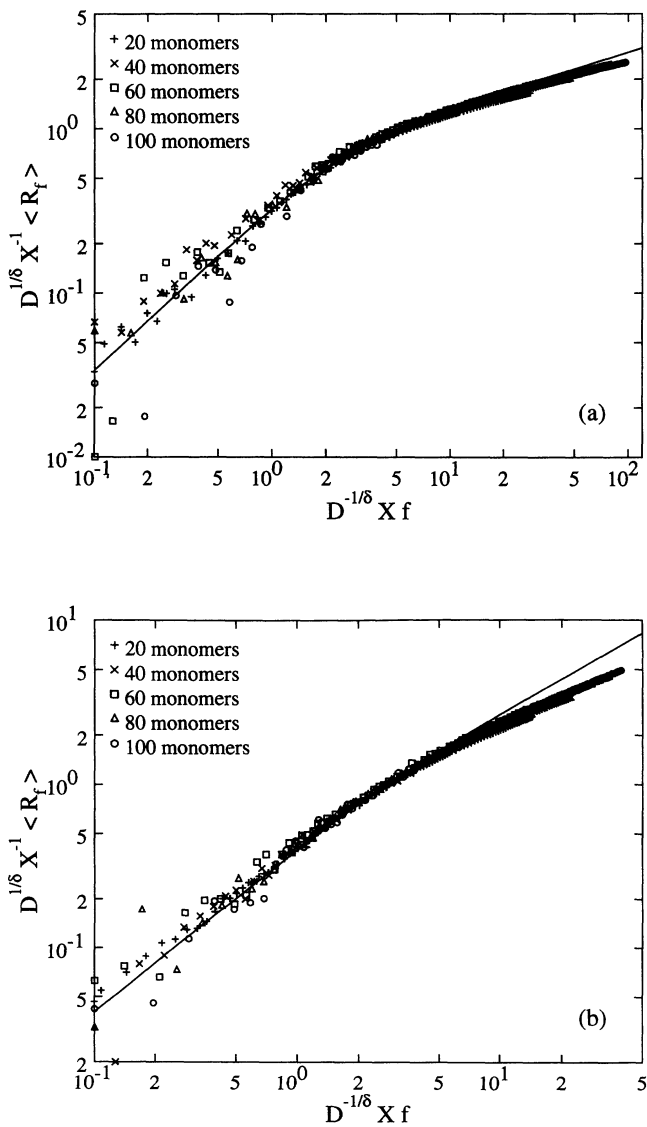 5
2
10^0
5
2
10^-1
5
2
10^-2
D^{1/δ} X^{-1} < R_f >
+ 20 monomers
× 40 monomers
□ 60 monomers
△ 80 monomers
○ 100 monomers
(a)
10^-1 2 5 10^0 2 5 10^1 2 5 10^2
D^{-1/δ} X f
10^1
5
2
10^0
5
2
10^-1
5
2
D^{1/δ} X^{-1} < R_f >
+ 20 monomers
× 40 monomers
□ 60 monomers
△ 80 monomers
○ 100 monomers
(b)
10^-1 2 5 10^0 2 5 10^1 2 5
D^{-1/δ} X f